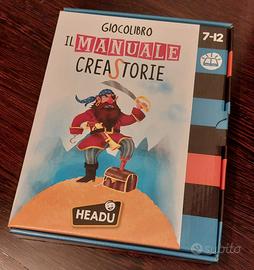 GIOCOLIBRO
IL MANUALE
CREASTORIE
7-12
HEADU
subito